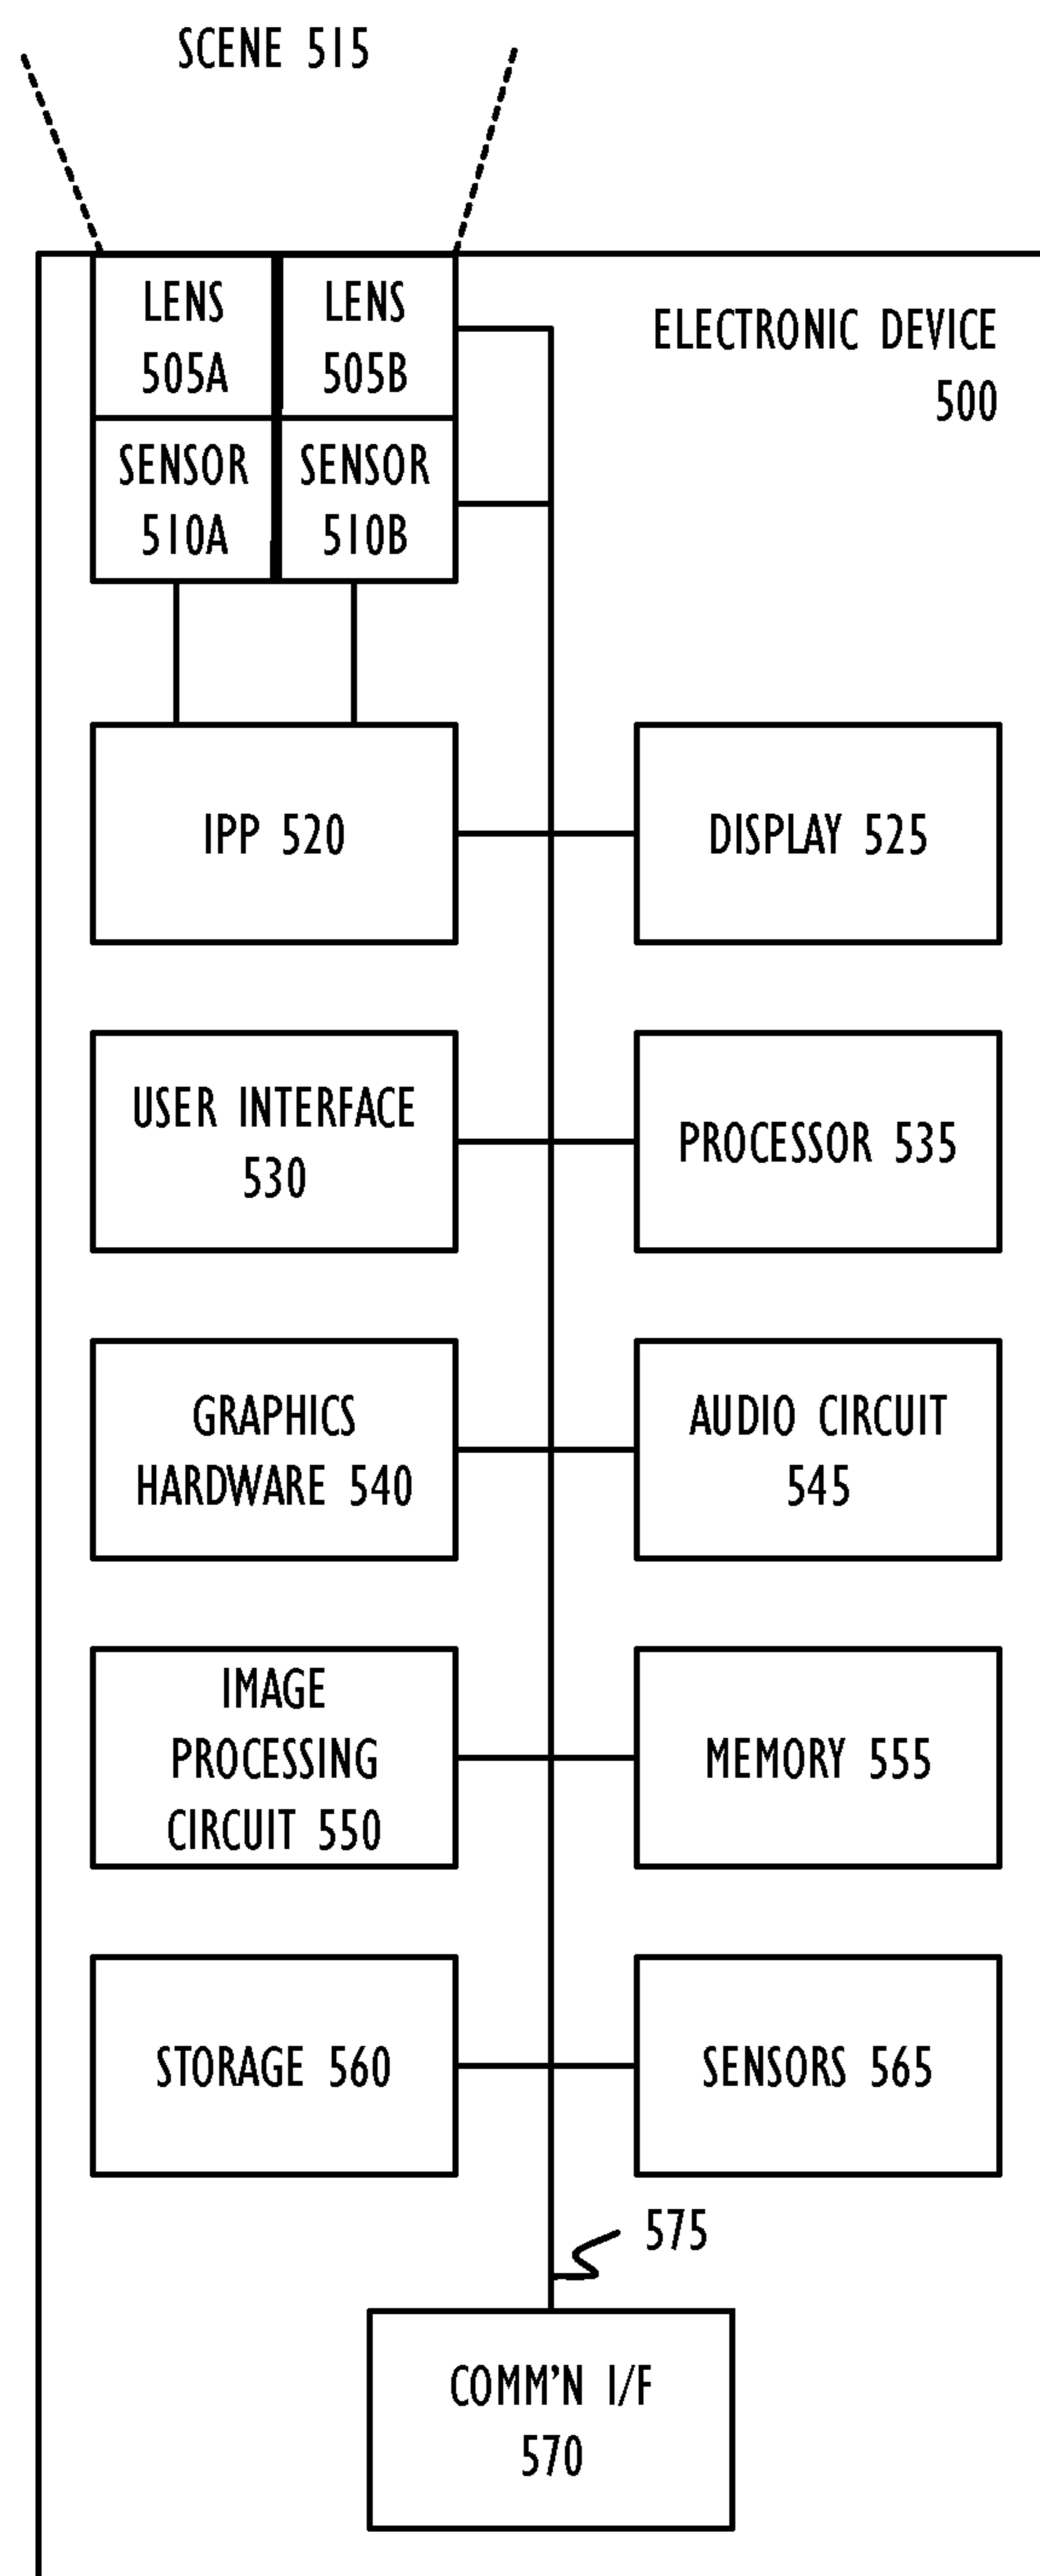 SCENE 515
LENS
505A
LENS
505B
ELECTRONIC DEVICE
500
SENSOR
510A
SENSOR
510B
IPP 520
DISPLAY 525
USER INTERFACE
530
PROCESSOR 535
GRAPHICS
HARDWARE 540
AUDIO CIRCUIT
545
IMAGE
PROCESSING
CIRCUIT 550
MEMORY 555
STORAGE 560
SENSORS 565
575
COMM'N I/F
570